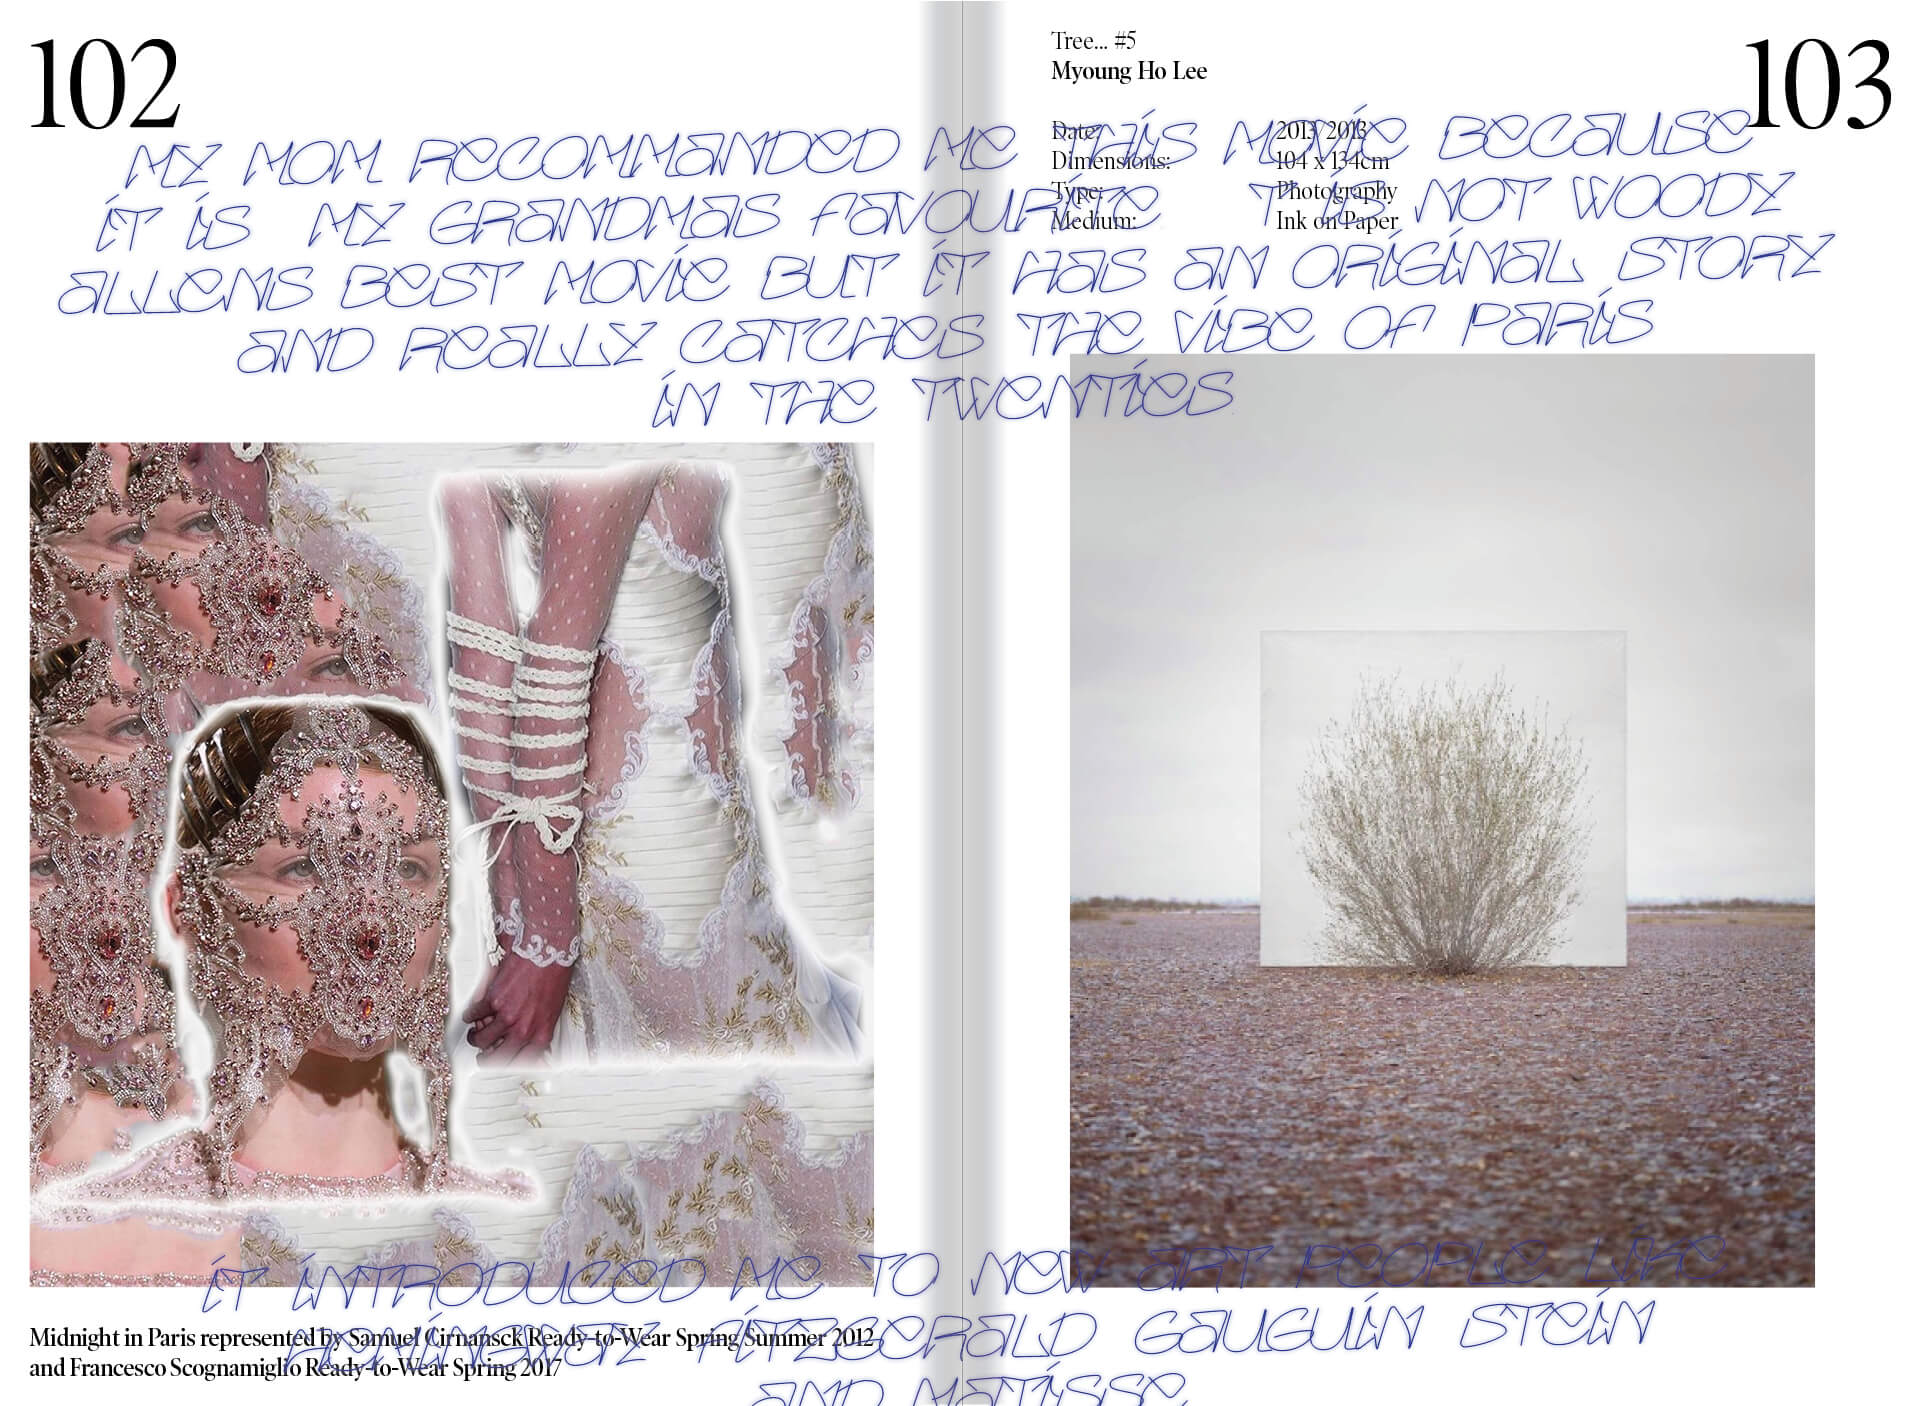 102
Tree... #5
Myoung Ho Lee
103
Date: 2013/2013
Dimensions: 104 x 134cm
Type: Photography
Medium: Ink on Paper
MY MOM RECOMMANDED ME THIS MOVIE BECAUSE
IT IS MY GRANDMAS FAVOURITE TIS NOT WOODY
ALLENS BEST MOVIE BUT IT HAS AN ORIGINAL STORY
AND REALLY CATCHES THE VIBE OF PARIS
IN THE TWENTIES
IT INTRODUCED ME TO NEW ART PEOPLE LIKE
HEMINGWAY FITZGERALD GAUGUIN STEIN
AND MATISSE
Midnight in Paris represented by Samuel Cirnansck Ready-to-Wear Spring/Summer 2012
and Francesco Scognamiglio Ready-to-Wear Spring 2017